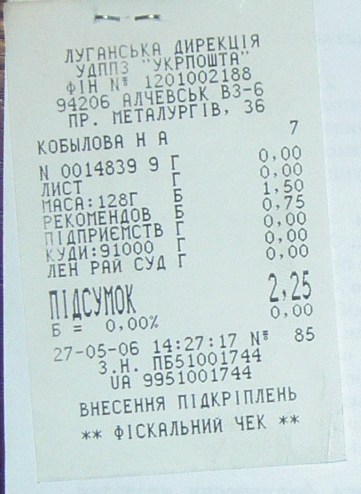 ЛУГАНСЬКА ДИРЕКЦІЯ
УДППЗ "УКРПОШТА"
ФІН № 1201002188
94206 АЛЧЕВСЬК ВЗ-6
ПР. МЕТАЛУРГІВ, 36
КОБЫЛОВА Н А 7
N 0014839 9 Г 0,00
ЛИСТ Г 0,00
МАСА:128Г Б 1,50
РЕКОМЕНДОВ Б 0,75
ПІДПРИЄМСТВ Г 0,00
КУДИ:91000 Г 0,00
ЛЕН РАЙ СУД Г 0,00
ПІДСУМОК 2,25
Б = 0,00% 0,00
27-05-06 14:27:17 № 85
З.Н. ПБ51001744
UA 9951001744
ВНЕСЕННЯ ПІДКРІПЛЕНЬ
** ФІСКАЛЬНИЙ ЧЕК **